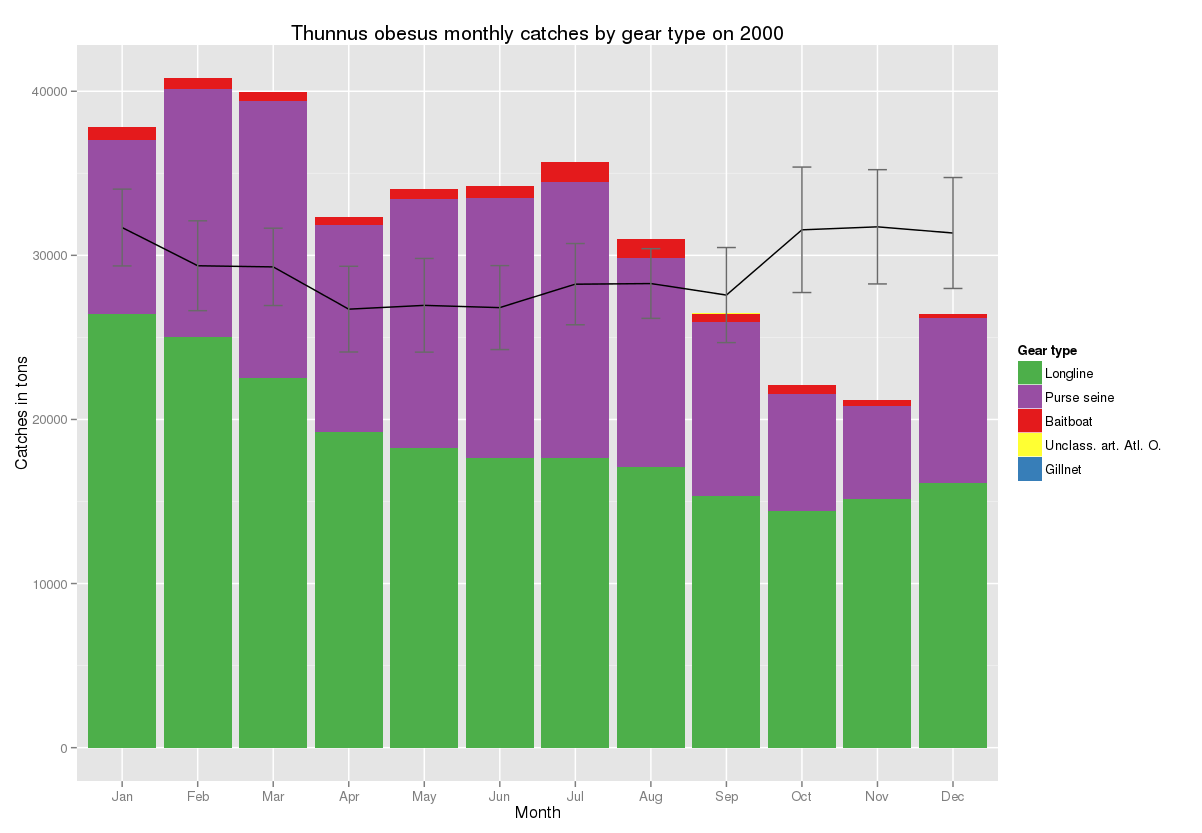 Thunnus obesus monthly catches by gear type on 2000
Catches in tons
40000
30000
20000
10000
0
Jan Feb Mar Apr May Jun Jul Aug Sep Oct Nov Dec
Month
Gear type
Longline
Purse seine
Baitboat
Unclass. art. Atl. O.
Gillnet